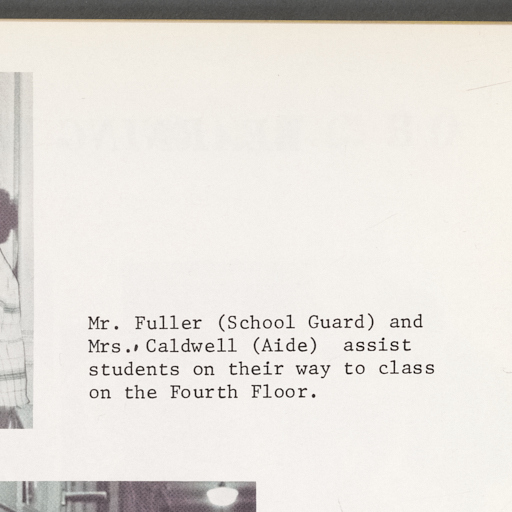 Mr. Fuller (School Guard) and
Mrs., Caldwell (Aide)  assist
students on their way to class
on the Fourth Floor.